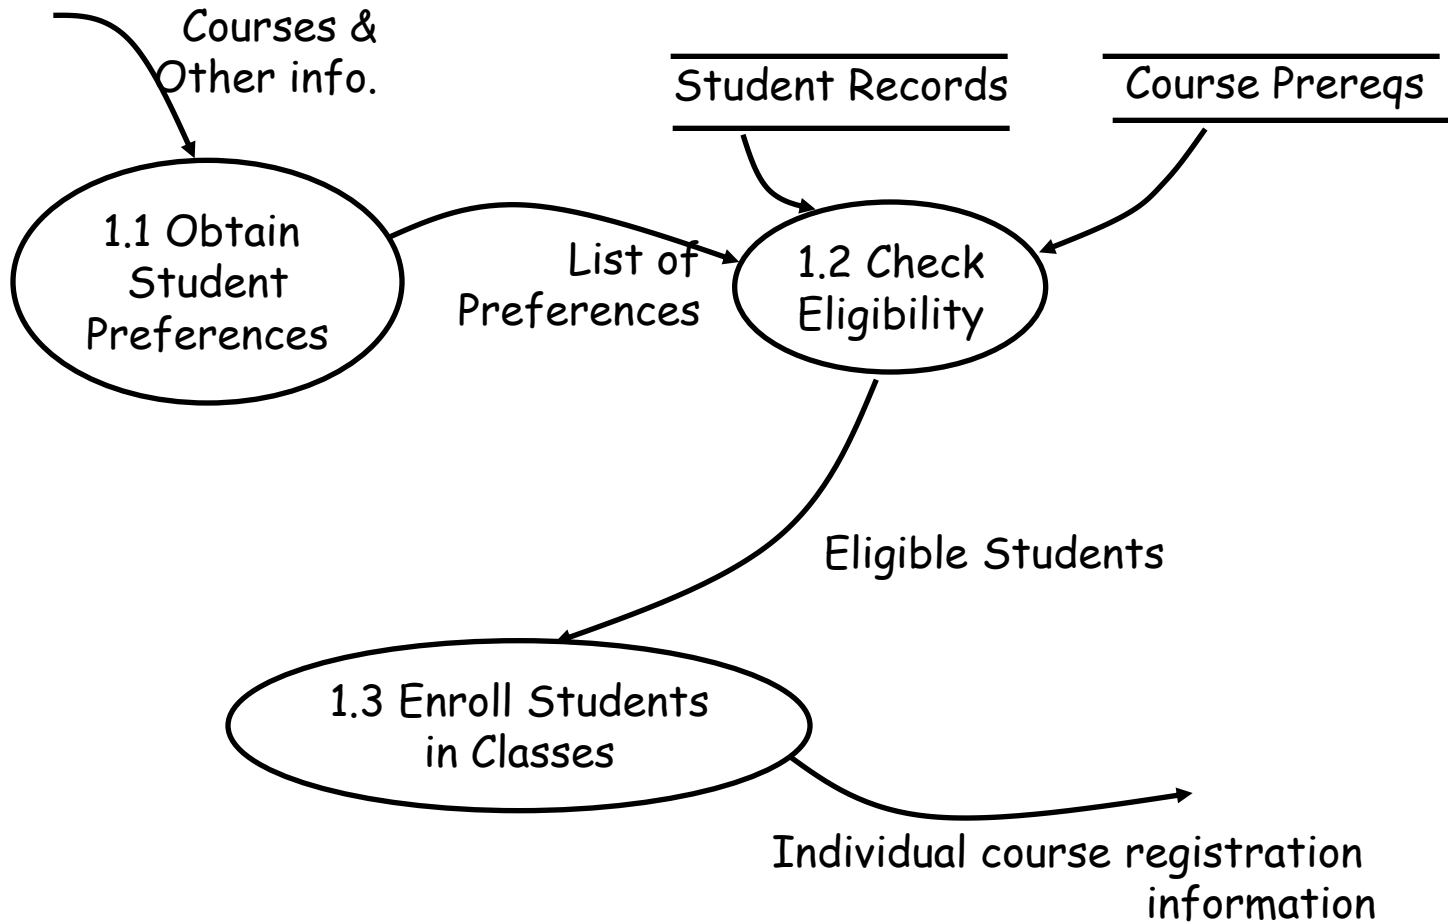 Courses &
Other info.
Student Records
Course Prereqs
1.1 Obtain
Student
Preferences
List of
Preferences
1.2 Check
Eligibility
Eligible Students
1.3 Enroll Students
in Classes
Individual course registration
information